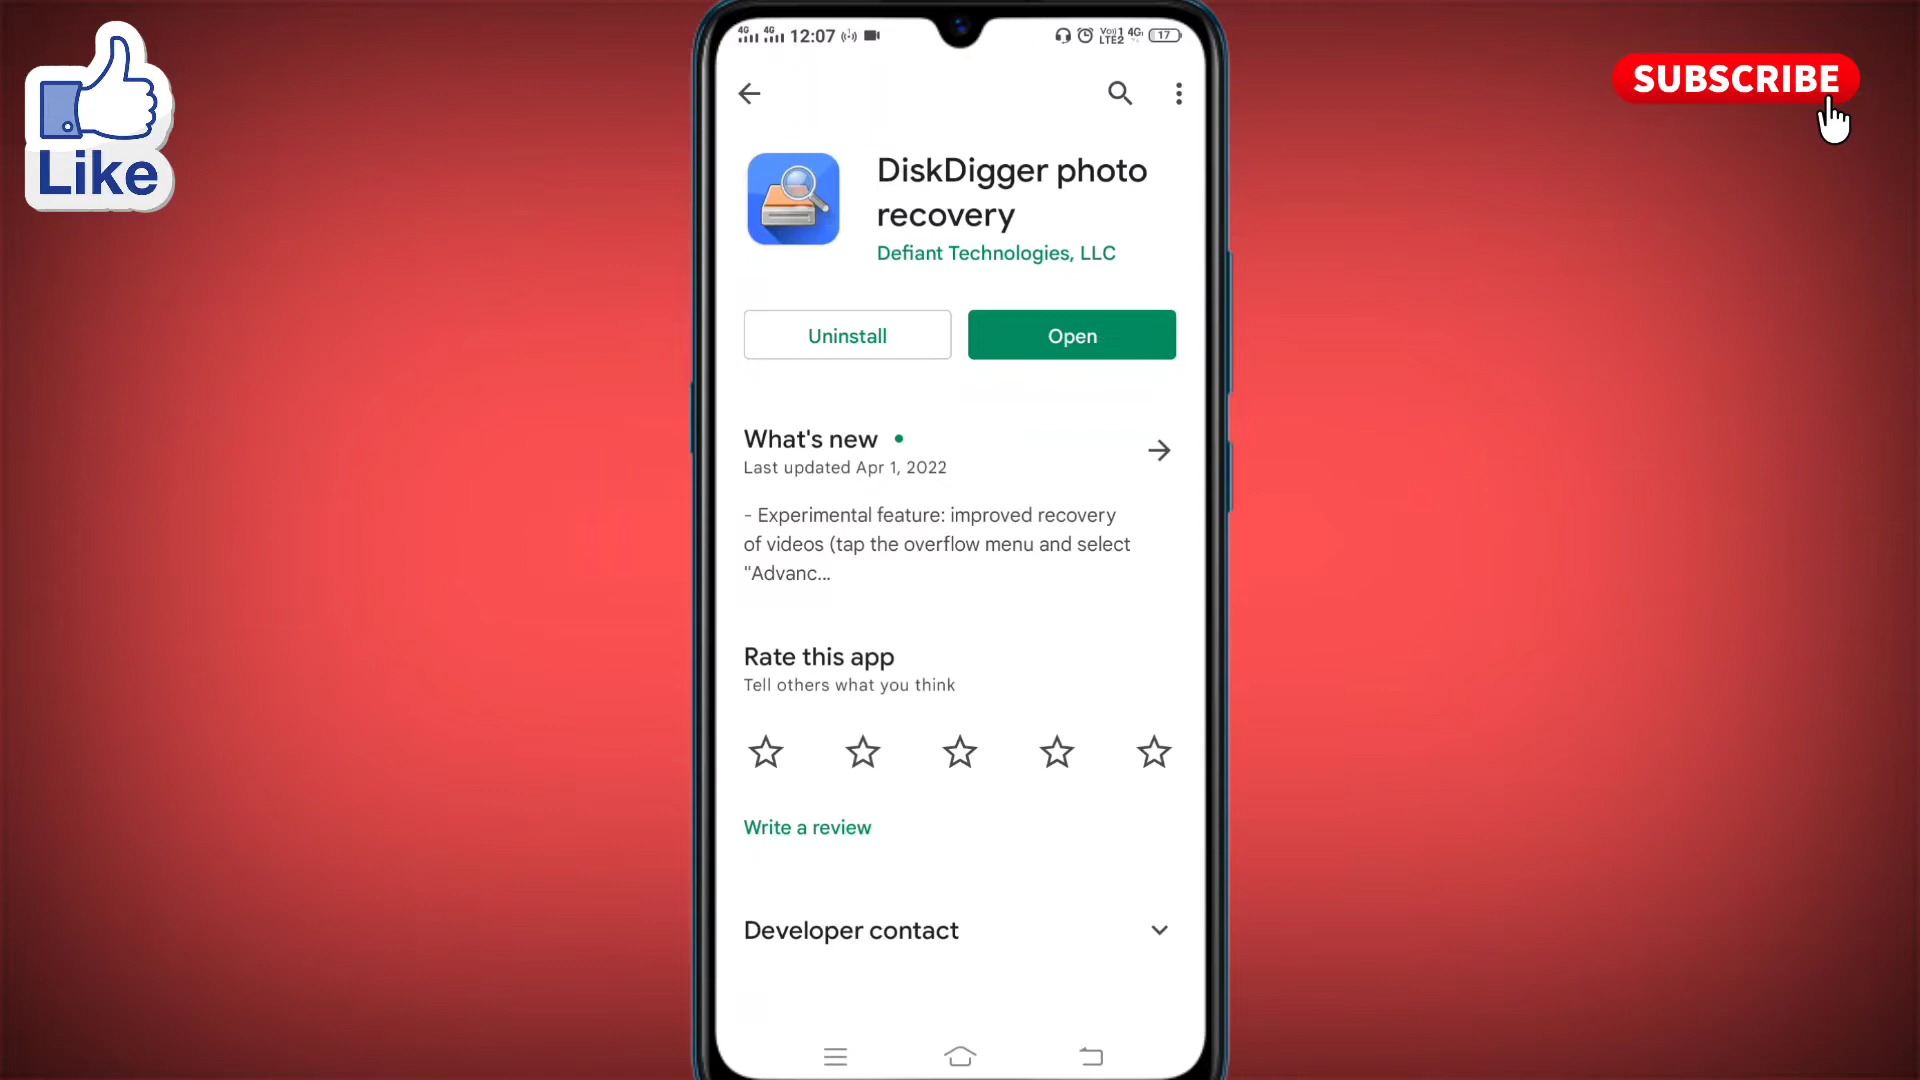 12:07
17
Like
SUBSCRIBE
DiskDigger photo
recovery
Defiant Technologies, LLC
Uninstall
Open
What's new
Last updated Apr 1, 2022
- Experimental feature: improved recovery
of videos (tap the overflow menu and select
"Advanc...
Rate this app
Tell others what you think
Write a review
Developer contact